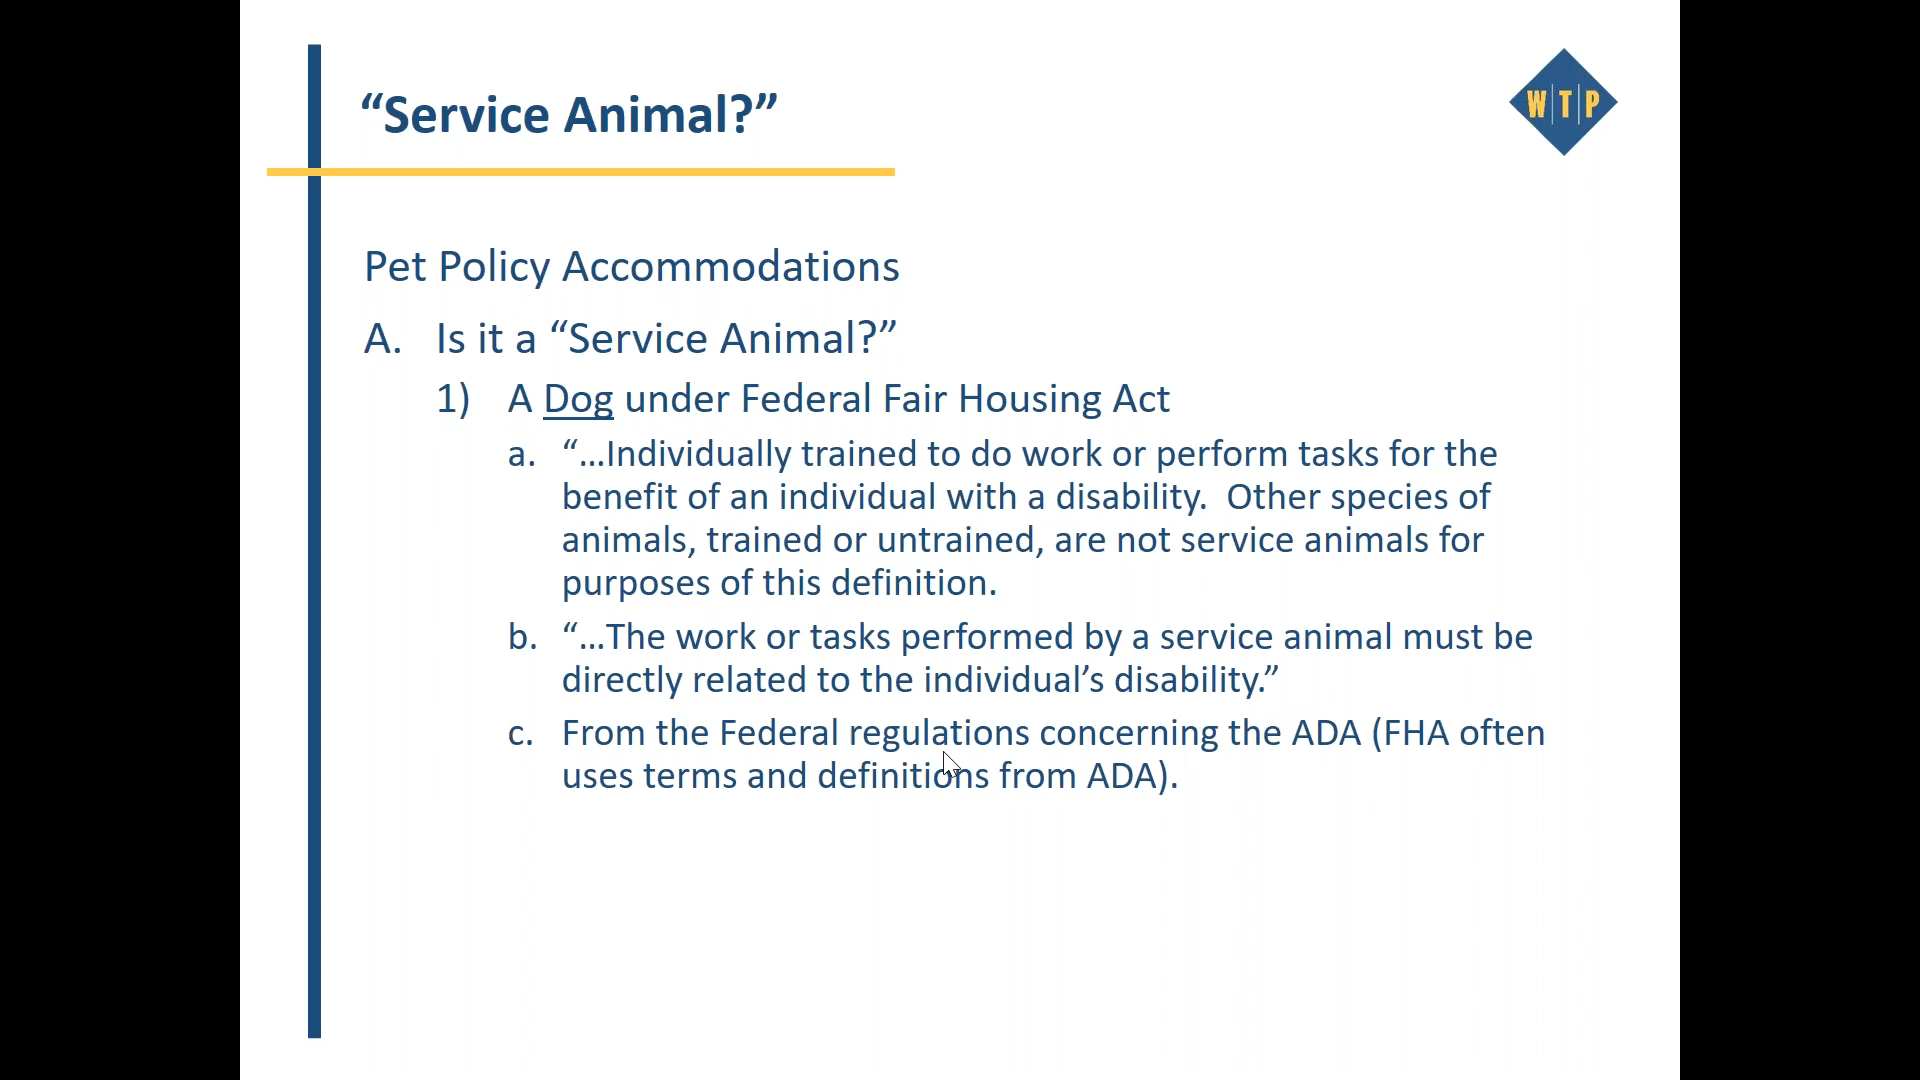 “Service Animal?”
W|T|P
Pet Policy Accommodations
A. Is it a “Service Animal?”
1) A Dog under Federal Fair Housing Act
a. “...Individually trained to do work or perform tasks for the
benefit of an individual with a disability.  Other species of
animals, trained or untrained, are not service animals for
purposes of this definition.
b. “...The work or tasks performed by a service animal must be
directly related to the individual’s disability.”
c. From the Federal regulations concerning the ADA (FHA often
uses terms and definitions from ADA).